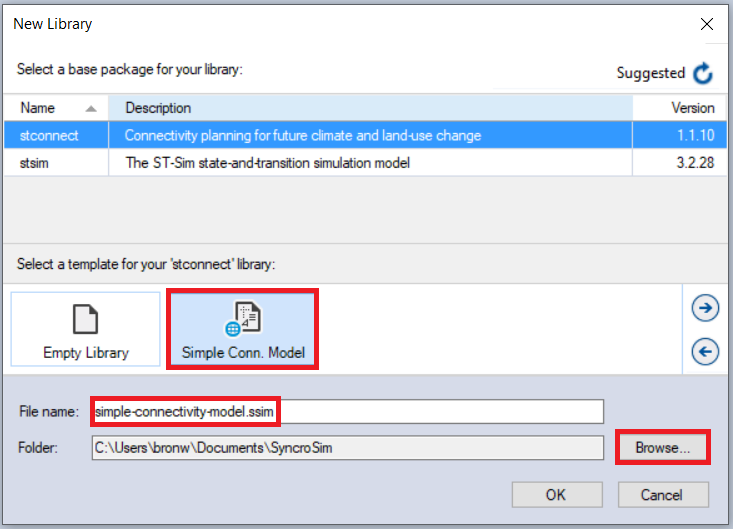 New Library
Select a base package for your library:
Suggested
Name Description Version
stconnect Connectivity planning for future climate and land-use change 1.1.10
stsim The ST-Sim state-and-transition simulation model 3.2.28
Select a template for your 'stconnect' library:
Empty Library Simple Conn. Model
File name: simple-connectivity-model.ssim
Folder: C:\Users\bronw\Documents\SyncroSim Browse...
OK Cancel